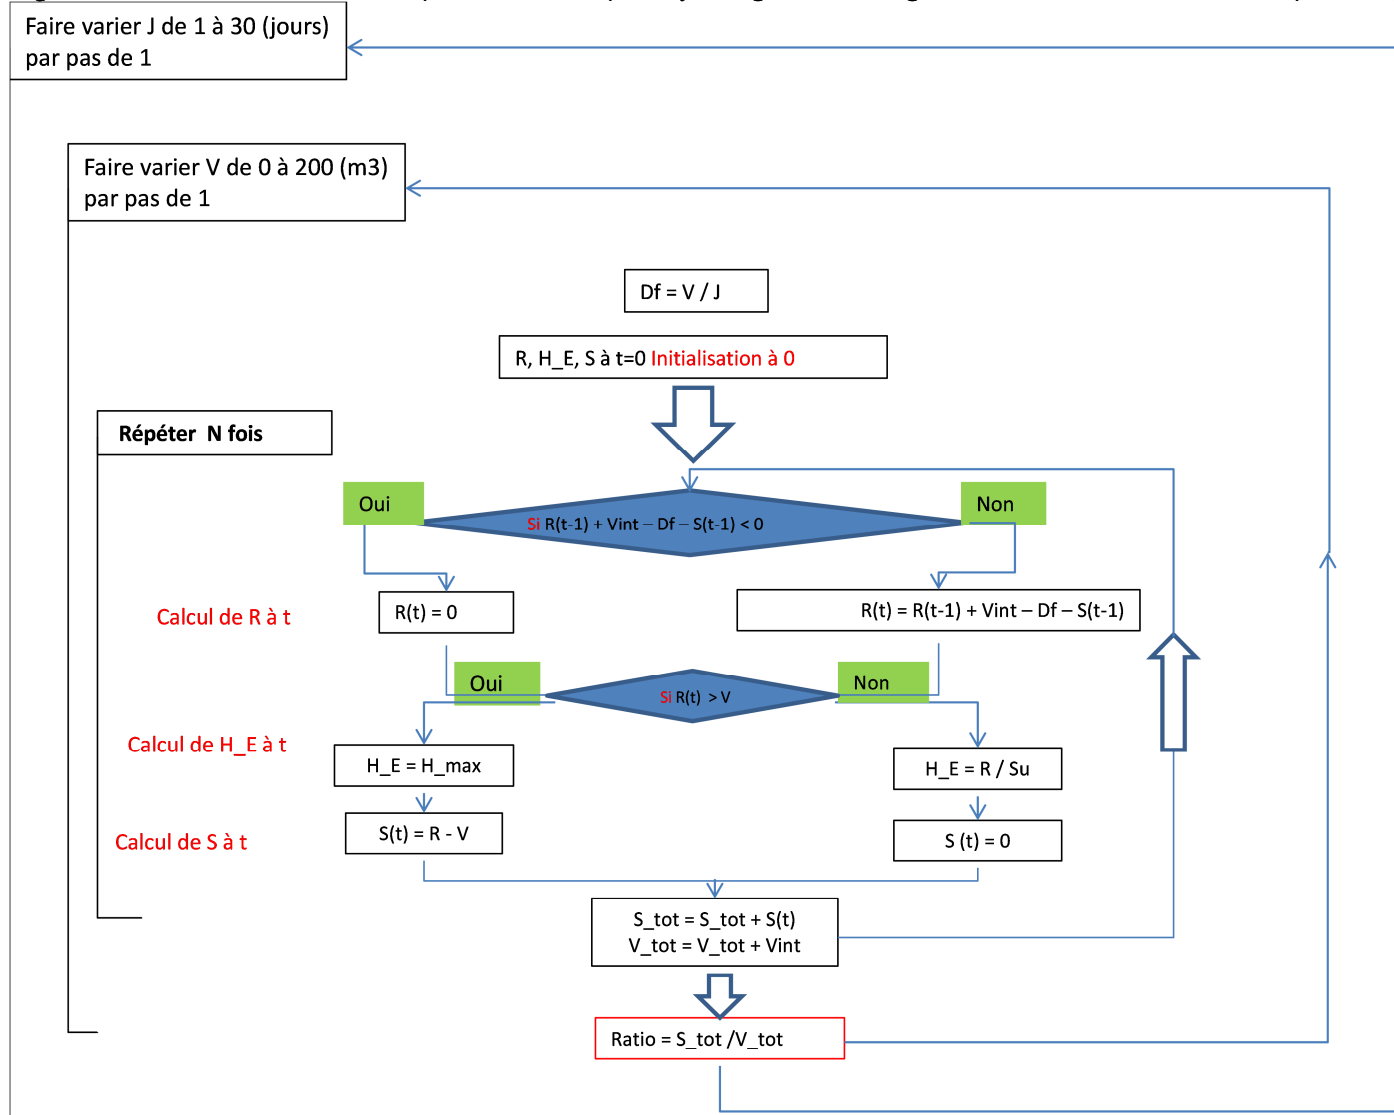 Faire varier J de 1 à 30 (jours)
par pas de 1
Faire varier V de 0 à 200 (m3)
par pas de 1
Df = V / J
R, H_E, S à t=0 Initialisation à 0
Répéter N fois
Oui
Si R(t-1) + Vint – Df – S(t-1) < 0
Non
Calcul de R à t
R(t) = 0
R(t) = R(t-1) + Vint – Df – S(t-1)
Oui
Si R(t) > V
Non
Calcul de H_E à t
H_E = H_max
H_E = R / Su
Calcul de S à t
S(t) = R - V
S (t) = 0
S_tot = S_tot + S(t)
V_tot = V_tot + Vint
Ratio = S_tot /V_tot